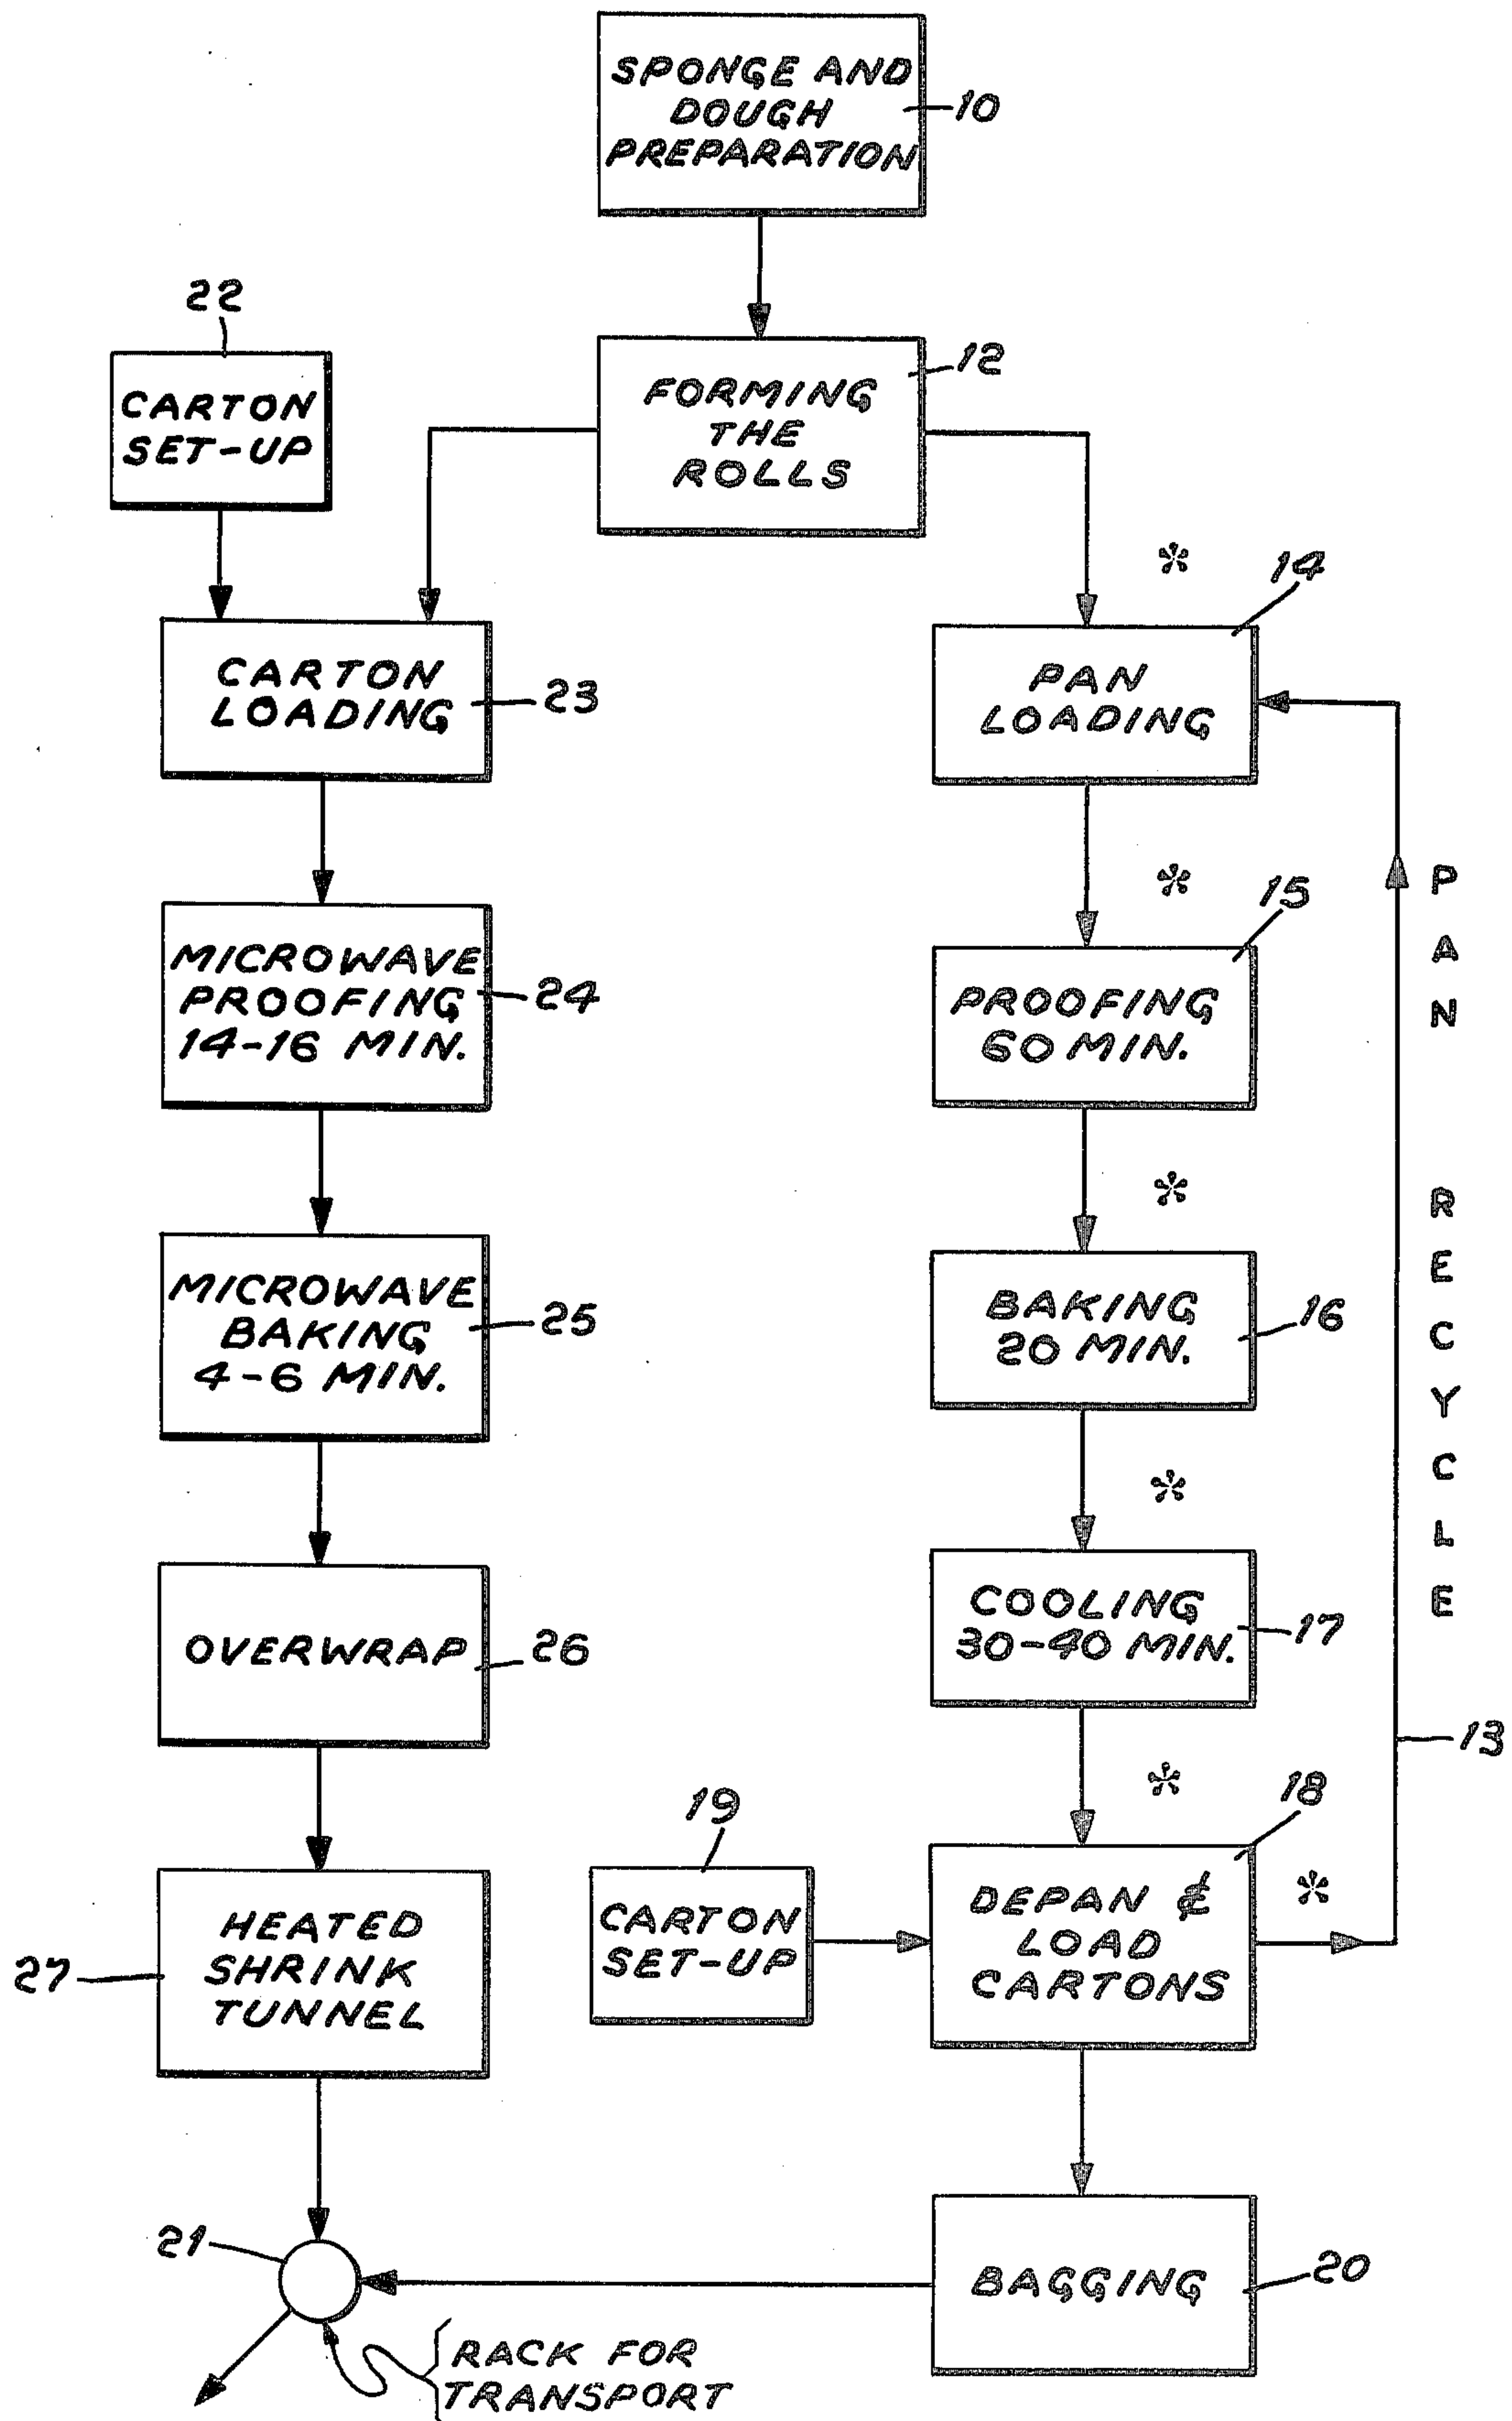 SPONGE AND
DOUGH
PREPARATION
10
22
CARTON
SET-UP
FORMING
THE
ROLLS
12
*
14
CARTON
LOADING
23
PAN
LOADING
*
15
MICROWAVE
PROOFING
14-16 MIN.
24
PROOFING
60 MIN.
*
MICROWAVE
BAKING
4-6 MIN.
25
BAKING
20 MIN.
16
*
OVERWRAP
26
COOLING
30-40 MIN.
17
PAN RECYCLE
13
*
19
CARTON
SET-UP
18
DEPAN &
LOAD
CARTONS
*
27
HEATED
SHRINK
TUNNEL
21
BAGGING
20
RACK FOR
TRANSPORT